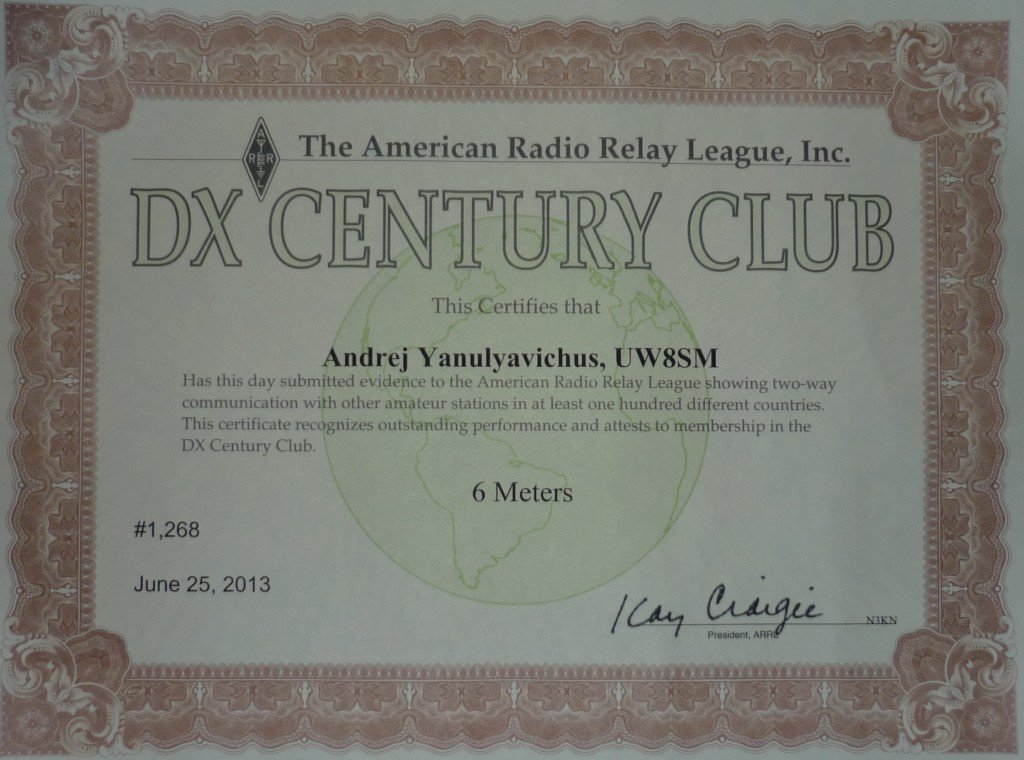 The American Radio Relay League, Inc.
A
R R
R E R
L
DX CENTURY CLUB
This Certifies that
Andrej Yanulyavichus, UW8SM
Has this day submitted evidence to the American Radio Relay League showing two-way
communication with other amateur stations in at least one hundred different countries.
This certificate recognizes outstanding performance and attests to membership in the
DX Century Club.
6 Meters
#1,268
June 25, 2013
Kay Craigie
N3KN
President, ARRL